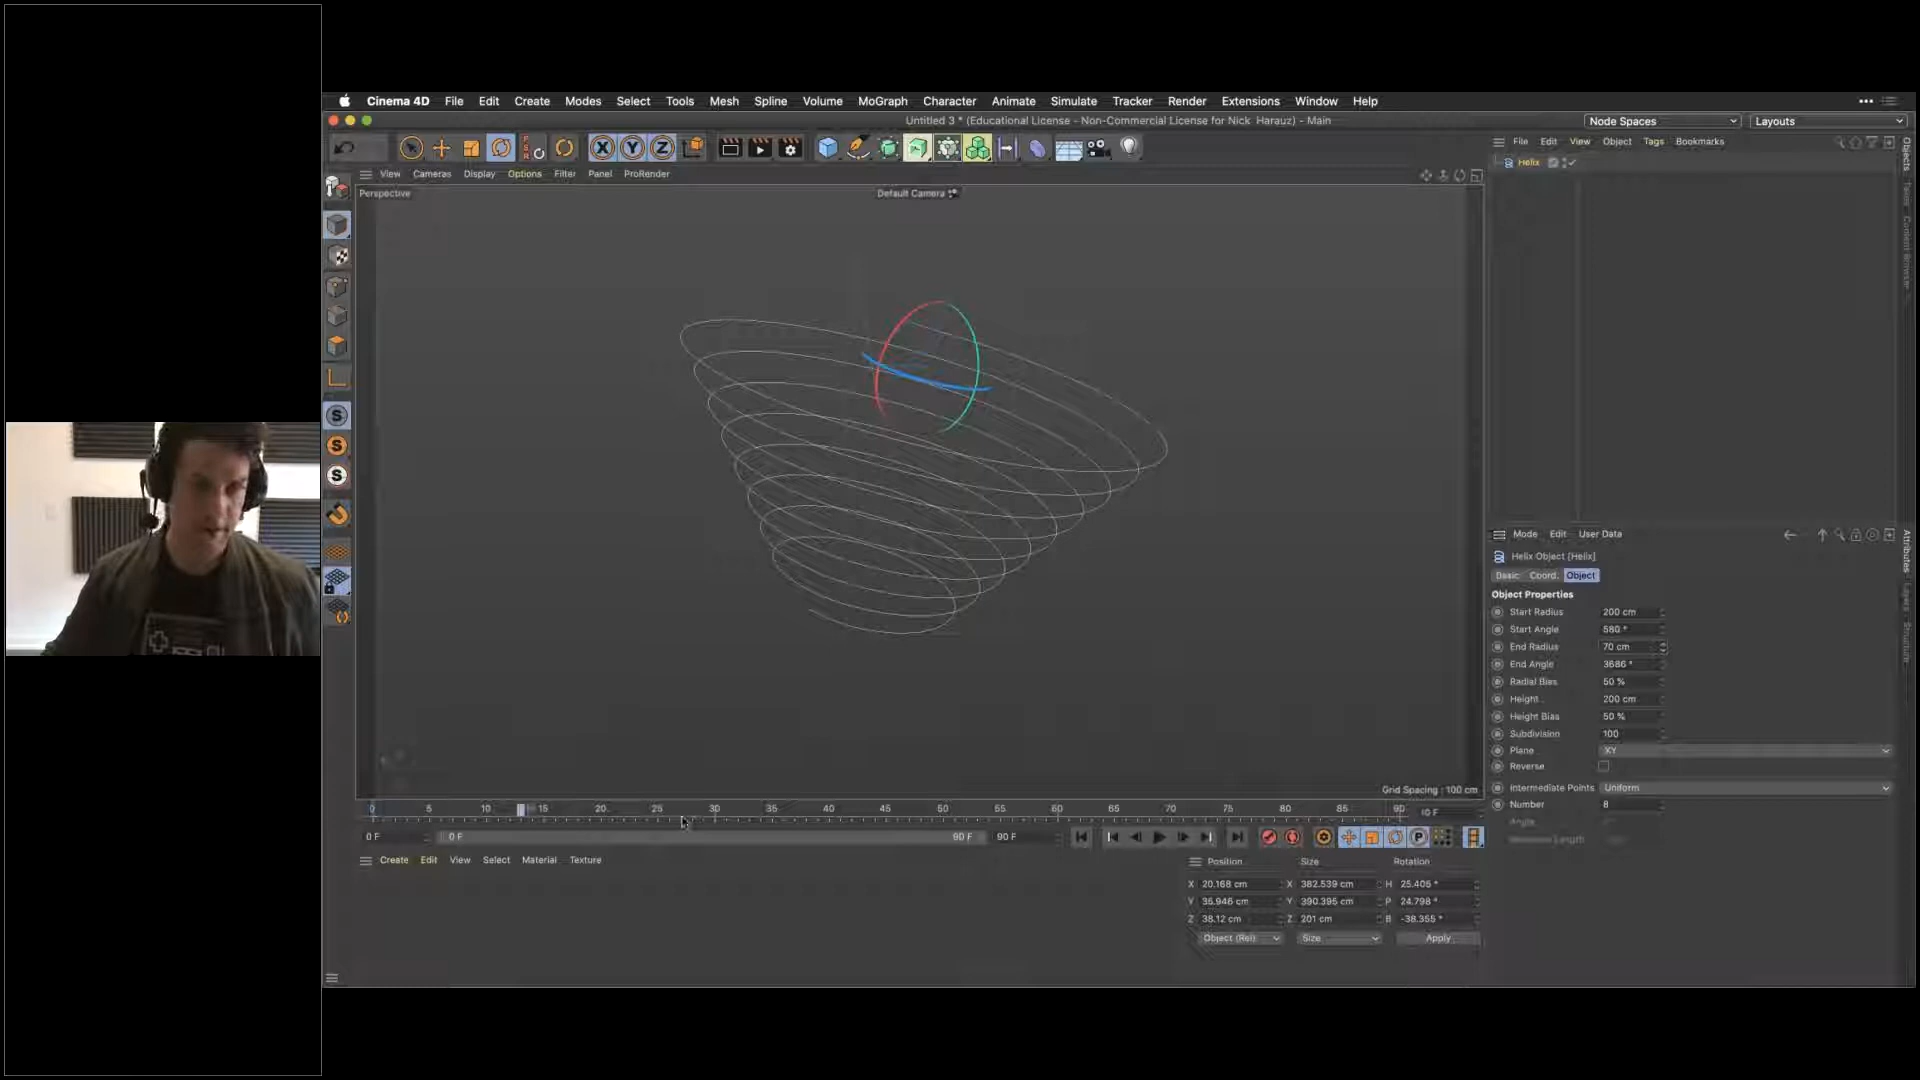 Cinema 4D File Edit Create Modes Select Tools Mesh Spline Volume MoGraph Character Animate Simulate Tracker Render Extensions Window Help
Untitled 3 * (Educational License - Non-Commercial License for Nick Harauz) - Main
Node Spaces Layouts
File Edit View Object Tags Bookmarks
Helix
View Cameras Display Options Filter Panel ProRender
Perspective
Default Camera
Objects
Takes
Content Browser
Mode Edit User Data
Helix Object [Helix]
Basic Coord. Object
Object Properties
Start Radius 200 cm
Start Angle 580 °
End Radius 70 cm
End Angle 3686 °
Radial Bias 50 %
Height 200 cm
Height Bias 50 %
Subdivision 100
Plane XY
Reverse
Intermediate Points Uniform
Number 8
Angle
Attributes
Layers
Structure
Grid Spacing : 100 cm
0 5 10 15 20 25 30 35 40 45 50 55 60 65 70 75 80 85 90
0 F 0 F 90 F 90 F
Create Edit View Select Material Texture
Position Size Rotation
X 20.168 cm X 382.539 cm H 25.405 °
Y 35.946 cm Y 390.395 cm P 24.798 °
Z 38.12 cm Z 201 cm B -38.355 °
Object (Rel) Size Apply